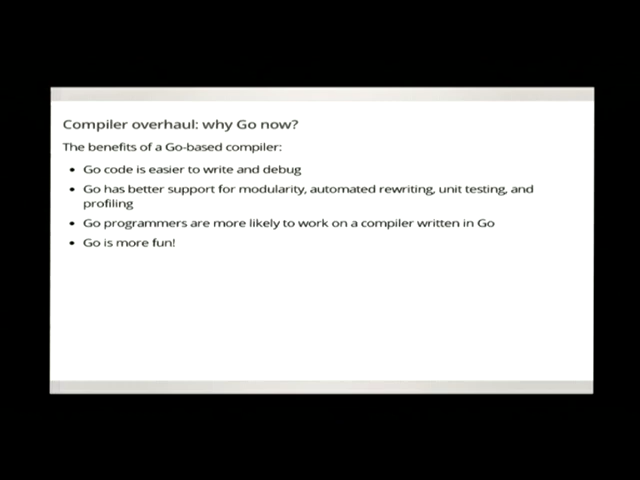 Compiler overhaul: why Go now?
The benefits of a Go-based compiler:
• Go code is easier to write and debug
• Go has better support for modularity, automated rewriting, unit testing, and
profiling
• Go programmers are more likely to work on a compiler written in Go
• Go is more fun!